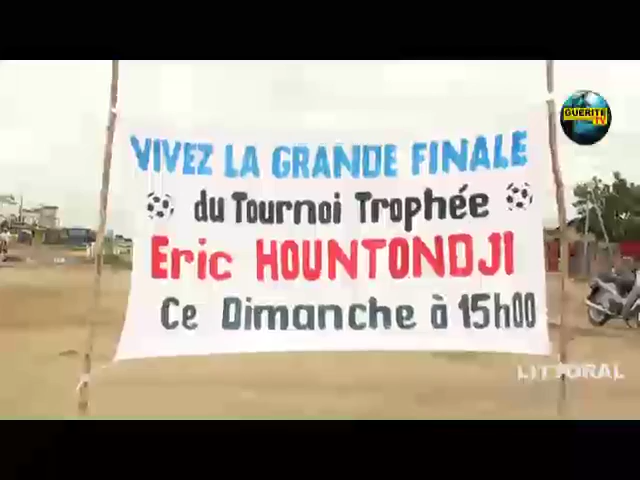 GUERITE
TV
VIVEZ LA GRANDE FINALE
du Tournoi Trophée
Eric HOUNTONDJI
Ce Dimanche à 15h00
LITTORAL